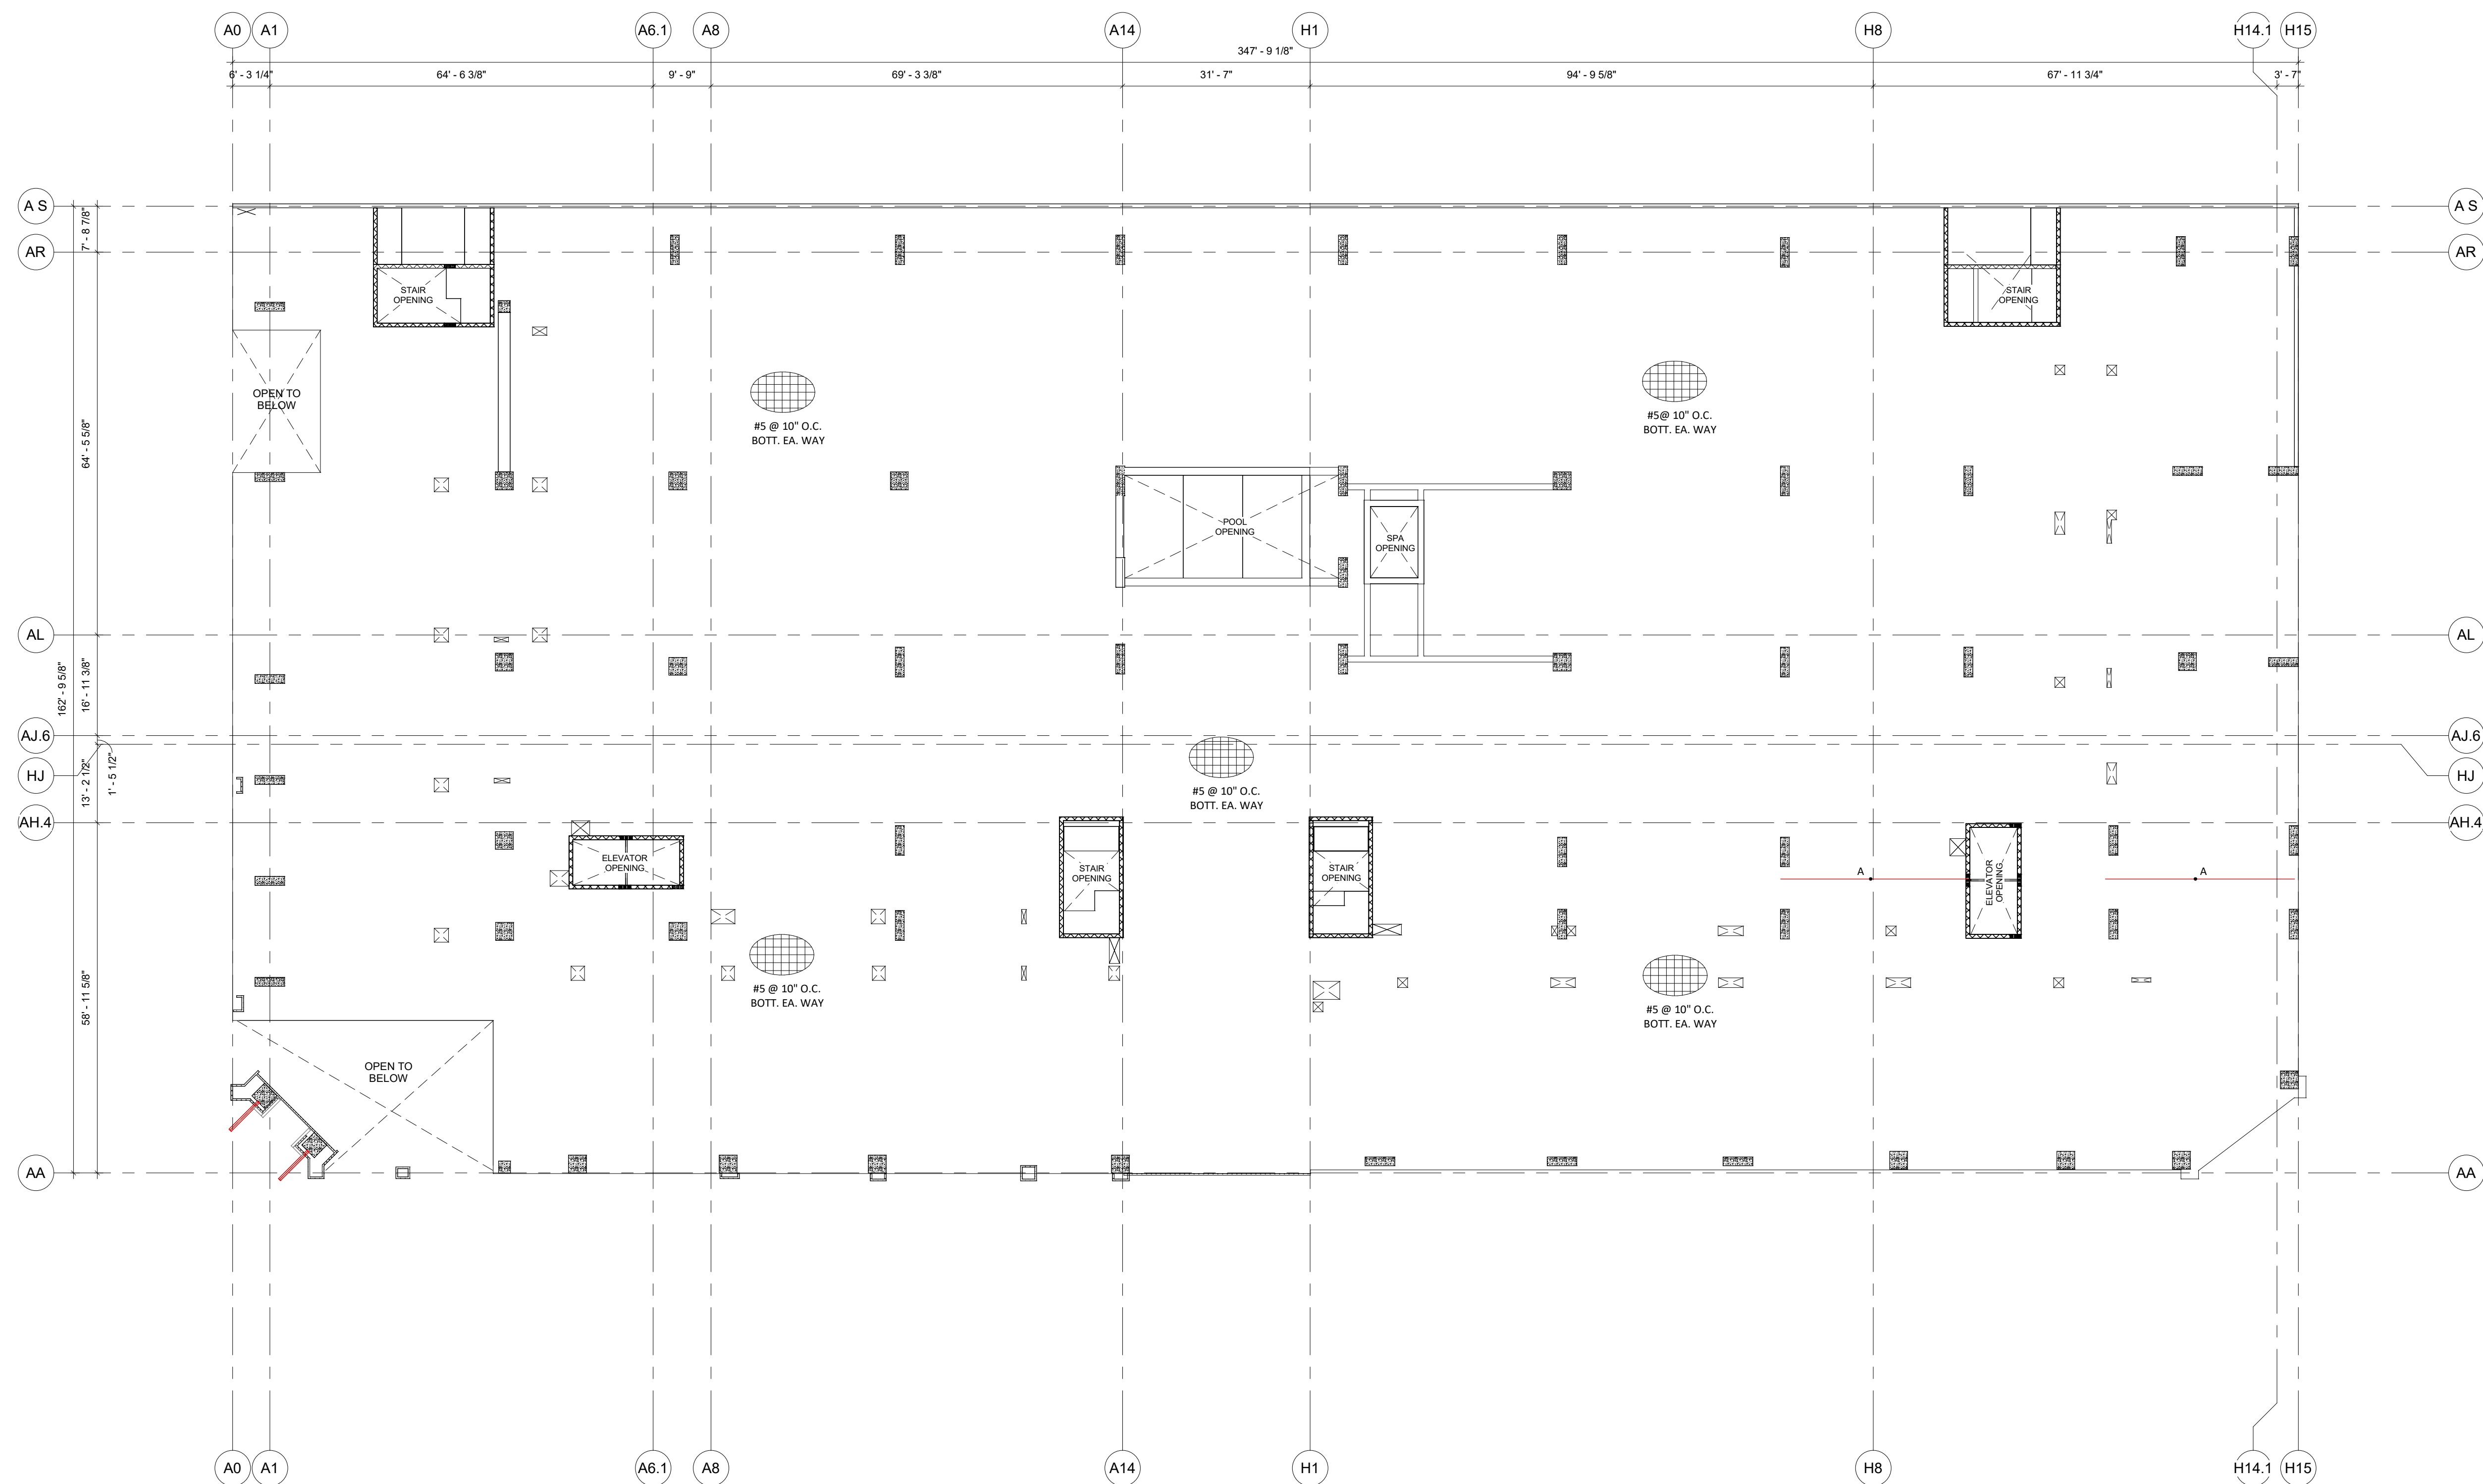 A0 A1 A6.1 A8 A14 H1 H8 H14.1 H15
347' - 9 1/8"
6' - 3 1/4" 64' - 6 3/8" 9' - 9" 69' - 3 3/8" 31' - 7" 94' - 9 5/8" 67' - 11 3/4" 3' - 7"
A S A S
7' - 8 7/8"
AR AR
STAIR
OPENING
STAIR
OPENING
OPEN TO
BELOW
#5 @ 10" O.C.
BOTT. EA. WAY
#5@ 10" O.C.
BOTT. EA. WAY
64' - 5 5/8"
POOL
OPENING
SPA
OPENING
AL AL
162' - 9 5/8"
16' - 11 3/8"
AJ.6 AJ.6
HJ HJ
13' - 2 1/2"
1' - 5 1/2"
#5 @ 10" O.C.
BOTT. EA. WAY
AH.4 AH.4
ELEVATOR
OPENING
STAIR
OPENING
STAIR
OPENING
A
ELEVATOR
OPENING
A
#5 @ 10" O.C.
BOTT. EA. WAY
#5 @ 10" O.C.
BOTT. EA. WAY
58' - 11 5/8"
OPEN TO
BELOW
AA AA
A0 A1 A6.1 A8 A14 H1 H8 H14.1 H15